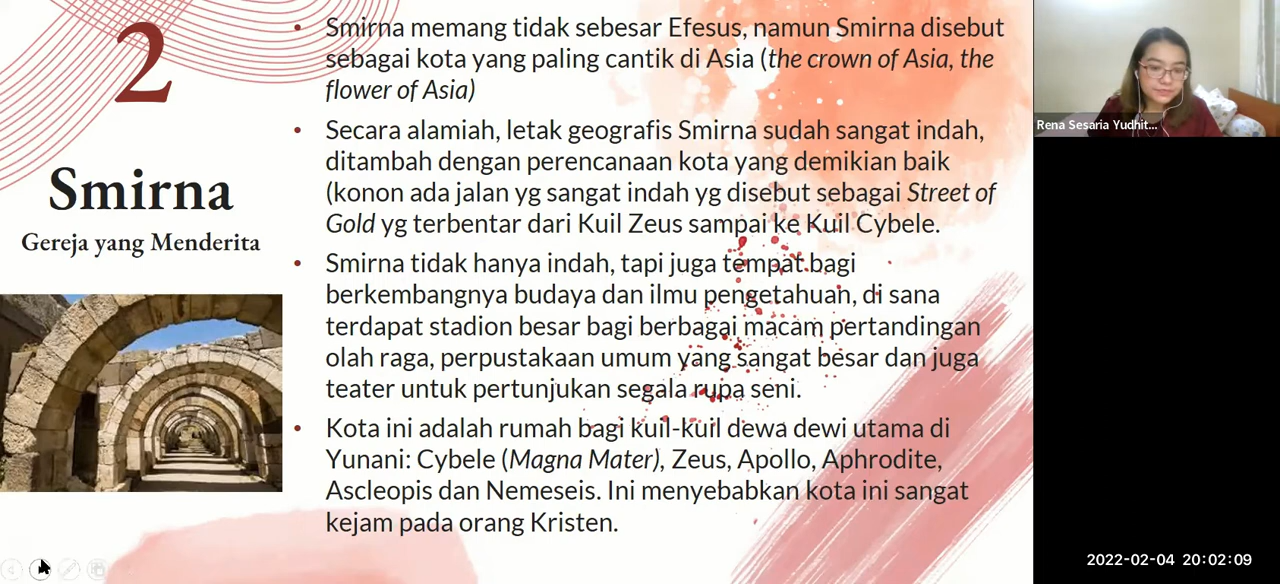 2
Smirna
Gereja yang Menderita
• Smirna memang tidak sebesar Efesus, namun Smirna disebut
sebagai kota yang paling cantik di Asia (the crown of Asia, the
flower of Asia)
• Secara alamiah, letak geografis Smirna sudah sangat indah,
ditambah dengan perencanaan kota yang demikian baik
(konon ada jalan yg sangat indah yg disebut sebagai Street of
Gold yg terbentar dari Kuil Zeus sampai ke Kuil Cybele.
• Smirna tidak hanya indah, tapi juga tempat bagi
berkembangnya budaya dan ilmu pengetahuan, di sana
terdapat stadion besar bagi berbagai macam pertandingan
olah raga, perpustakaan umum yang sangat besar dan juga
teater untuk pertunjukan segala rupa seni.
• Kota ini adalah rumah bagi kuil-kuil dewa dewi utama di
Yunani: Cybele (Magna Mater), Zeus, Apollo, Aphrodite,
Ascleopis dan Nemeseis. Ini menyebabkan kota ini sangat
kejam pada orang Kristen.
Rena Sesaria Yudhit...
2022-02-04 20:02:09